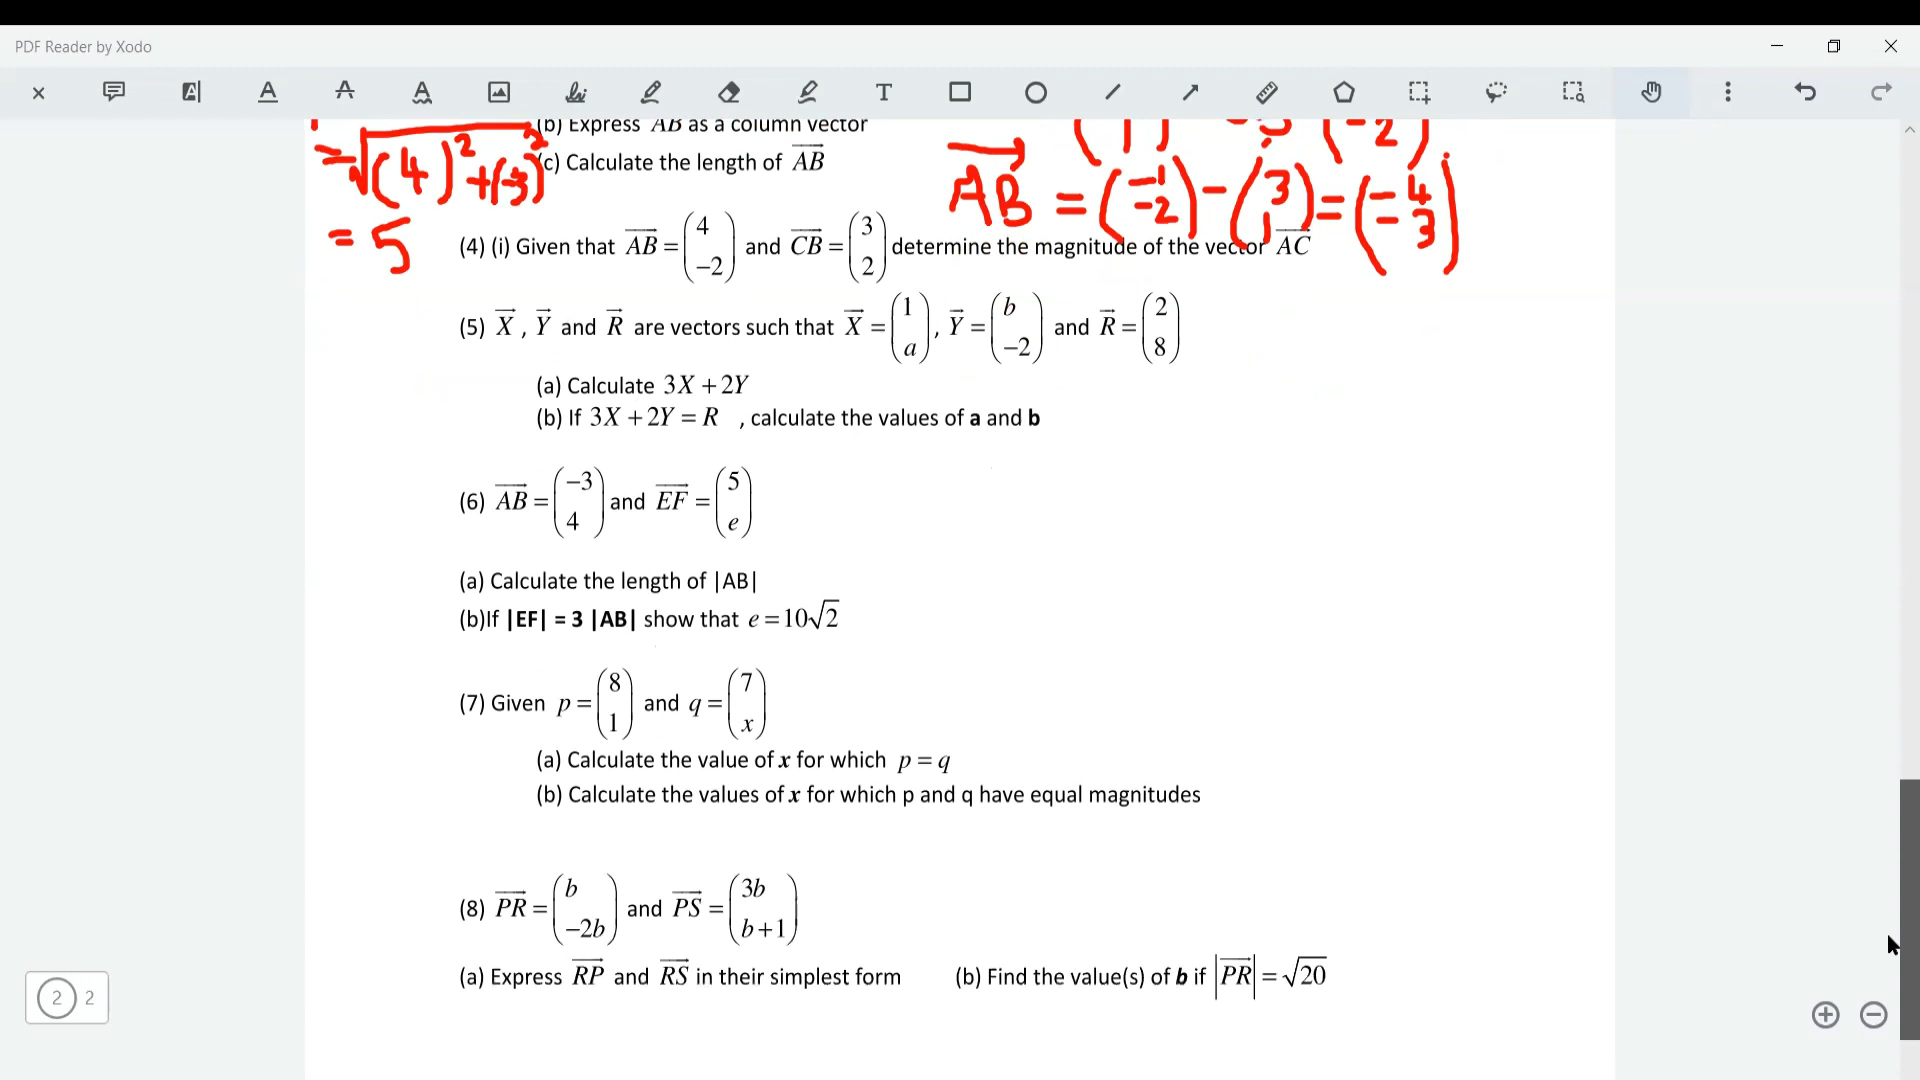 PDF Reader by Xodo
(b) Express AB as a column vector
(c) Calculate the length of AB
= √(4)² + (-3)²
= 5
AB = (-1 -2) - (3 1) = (-4 -3)
(4) (i) Given that AB = (4 −2) and CB = (3 2) determine the magnitude of the vector AC
(5) X , Y and R are vectors such that X = (1 a) , Y = (b −2) and R = (2 8)
(a) Calculate 3X + 2Y
(b) If 3X + 2Y = R , calculate the values of a and b
(6) AB = (−3 4) and EF = (5 e)
(a) Calculate the length of |AB|
(b)If |EF| = 3 |AB| show that e = 10√2
(7) Given p = (8 1) and q = (7 x)
(a) Calculate the value of x for which p = q
(b) Calculate the values of x for which p and q have equal magnitudes
(8) PR = (b −2b) and PS = (3b b+1)
(a) Express RP and RS in their simplest form (b) Find the value(s) of b if |PR| = √20
2 2